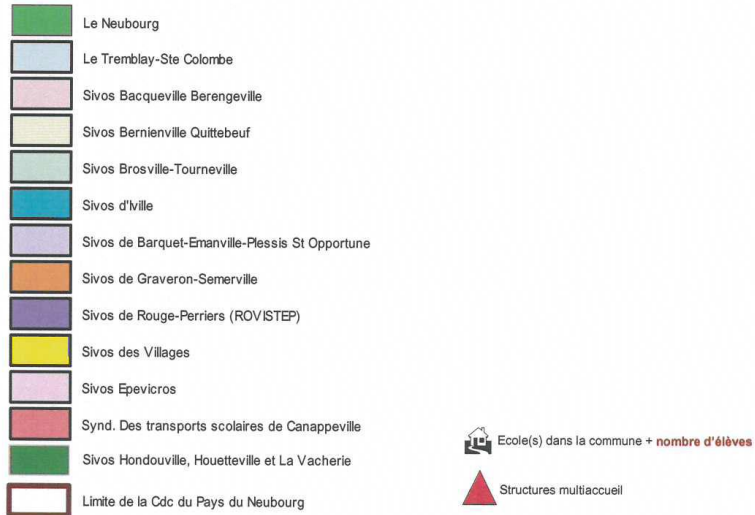 Le Neubourg
Le Tremblay-Ste Colombe
Sivos Bacqueville Berengeville
Sivos Bernienville Quittebeuf
Sivos Brosville-Tourneville
Sivos d'Iville
Sivos de Barquet-Emanville-Plessis St Opportune
Sivos de Graveron-Semerville
Sivos de Rouge-Perriers (ROVISTEP)
Sivos des Villages
Sivos Epevicros
Synd. Des transports scolaires de Canappeville
Sivos Hondouville, Houetteville et La Vacherie
Limite de la Cdc du Pays du Neubourg
Ecole(s) dans la commune + nombre d'élèves
Structures multiaccueil